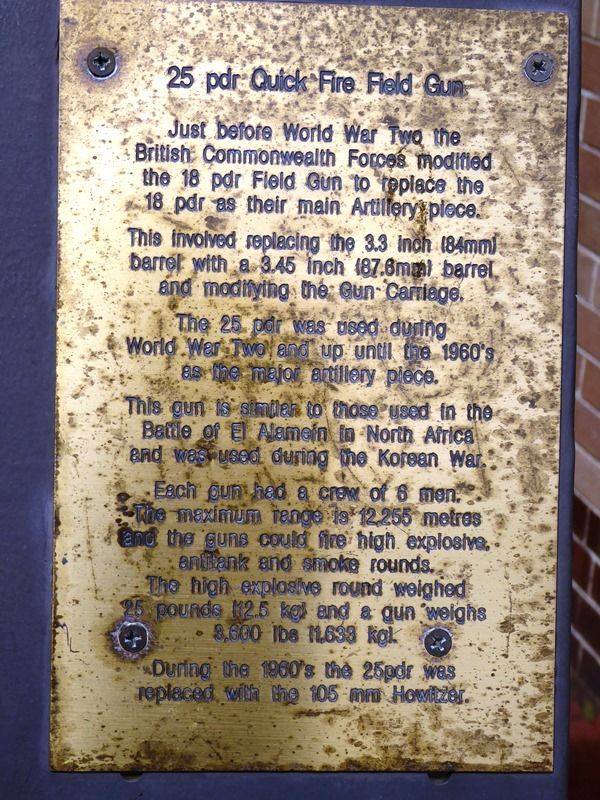 25 pdr Quick Fire Field Gun
Just before World War Two the
British Commonwealth Forces modified
the 18 pdr Field Gun to replace the
18 pdr as their main Artillery piece.
This involved replacing the 3.3 inch (84mm)
barrel with a 3.45 inch (87.6mm) barrel
and modifying the Gun Carriage.
The 25 pdr was used during
World War Two and up until the 1960's
as the major artillery piece.
This gun is similar to those used in the
Battle of El Alamein in North Africa
and was used during the Korean War.
Each gun had a crew of 6 men.
The maximum range is 12,255 metres
and the guns could fire high explosive,
antitank and smoke rounds.
The high explosive round weighed
25 pounds (12.5 kg) and a gun weighs
3,600 lbs (1,633 kg).
During the 1960's the 25pdr was
replaced with the 105 mm Howitzer.